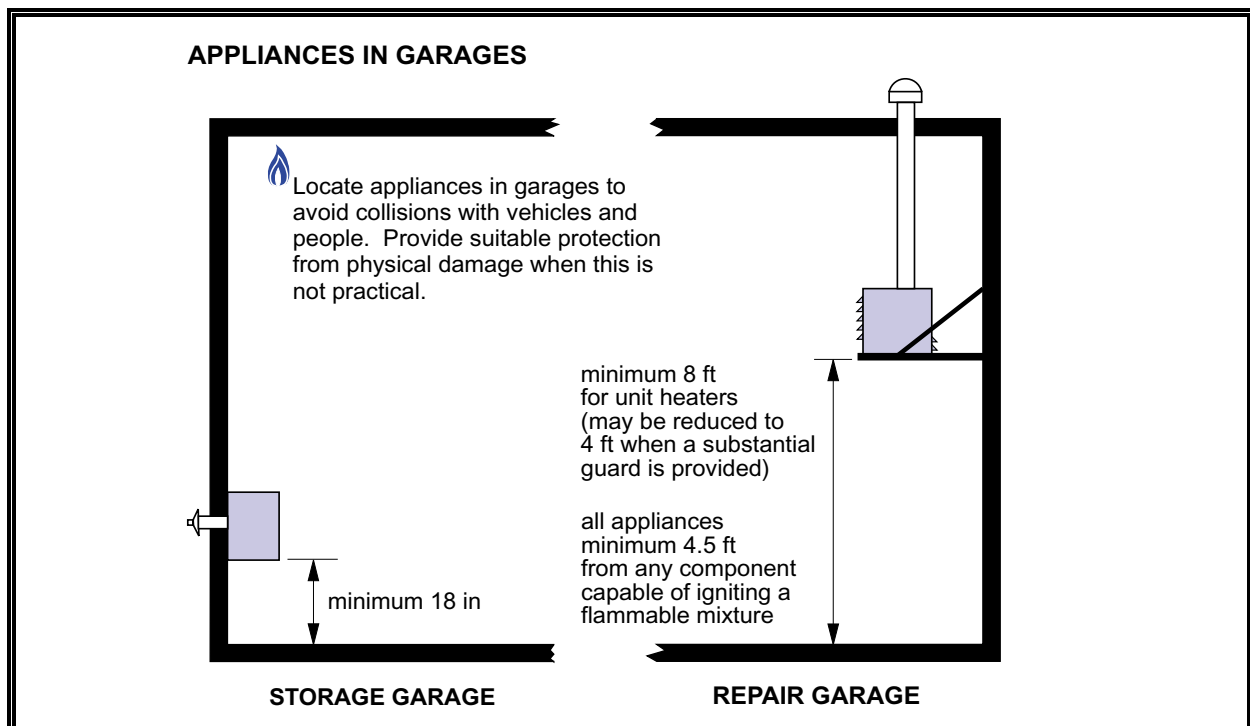 APPLIANCES IN GARAGES
Locate appliances in garages to
avoid collisions with vehicles and
people.  Provide suitable protection
from physical damage when this is
not practical.
minimum 8 ft
for unit heaters
(may be reduced to
4 ft when a substantial
guard is provided)
all appliances
minimum 4.5 ft
from any component
capable of igniting a
flammable mixture
minimum 18 in
STORAGE GARAGE
REPAIR GARAGE